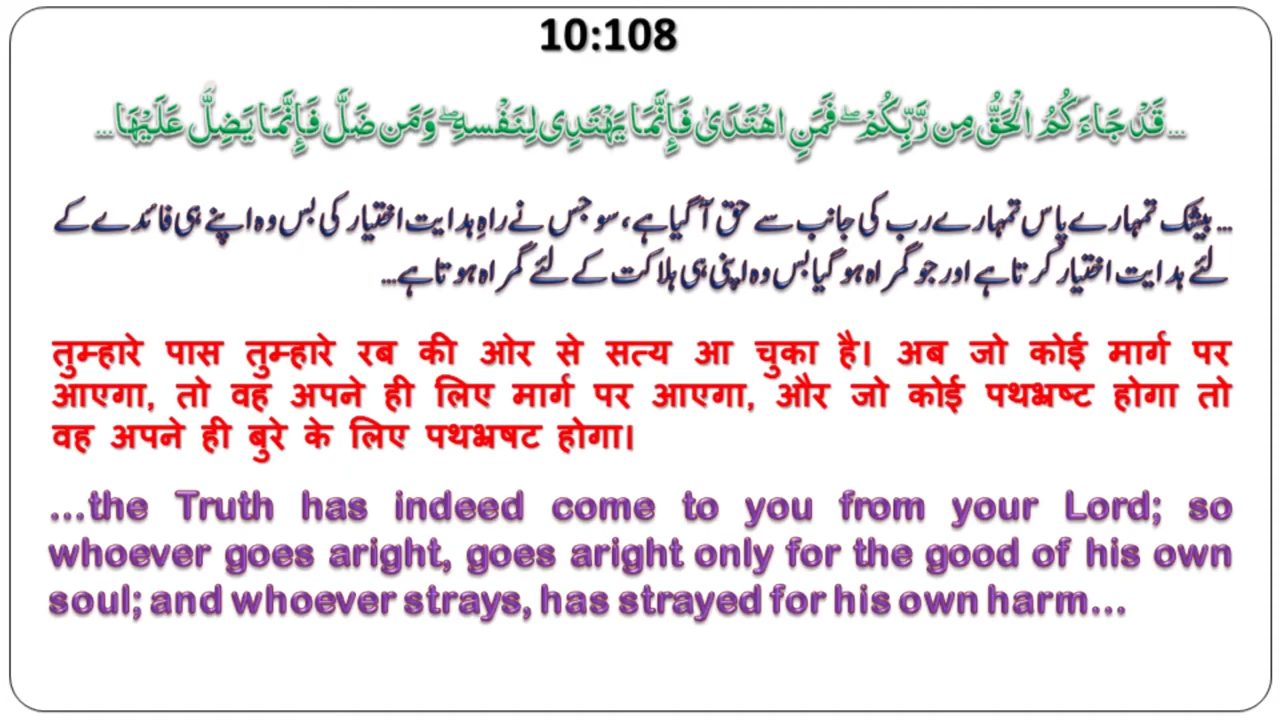 10:108
... قَدْ جَاءَكُمُ الْحَقُّ مِن رَّبِّكُمْ ۖ فَمَنِ اهْتَدَىٰ فَإِنَّمَا يَهْتَدِي لِنَفْسِهِ ۖ وَمَن ضَلَّ فَإِنَّمَا يَضِلُّ عَلَيْهَا ...
... بیشک تمہارے پاس تمہارے رب کی جانب سے حق آ گیا ہے، سو جس نے راہِ ہدایت اختیار کی بس وہ اپنے ہی فائدے کے
لئے ہدایت اختیار کرتا ہے اور جو گمراہ ہو گیا بس وہ اپنی ہی ہلاکت کے لئے گمراہ ہوتا ہے...
तुम्हारे पास तुम्हारे रब की ओर से सत्य आ चुका है। अब जो कोई मार्ग पर
आएगा, तो वह अपने ही लिए मार्ग पर आएगा, और जो कोई पथभ्रष्ट होगा तो
वह अपने ही बुरे के लिए पथभ्रषट होगा।
...the Truth has indeed come to you from your Lord; so
whoever goes aright, goes aright only for the good of his own
soul; and whoever strays, has strayed for his own harm...